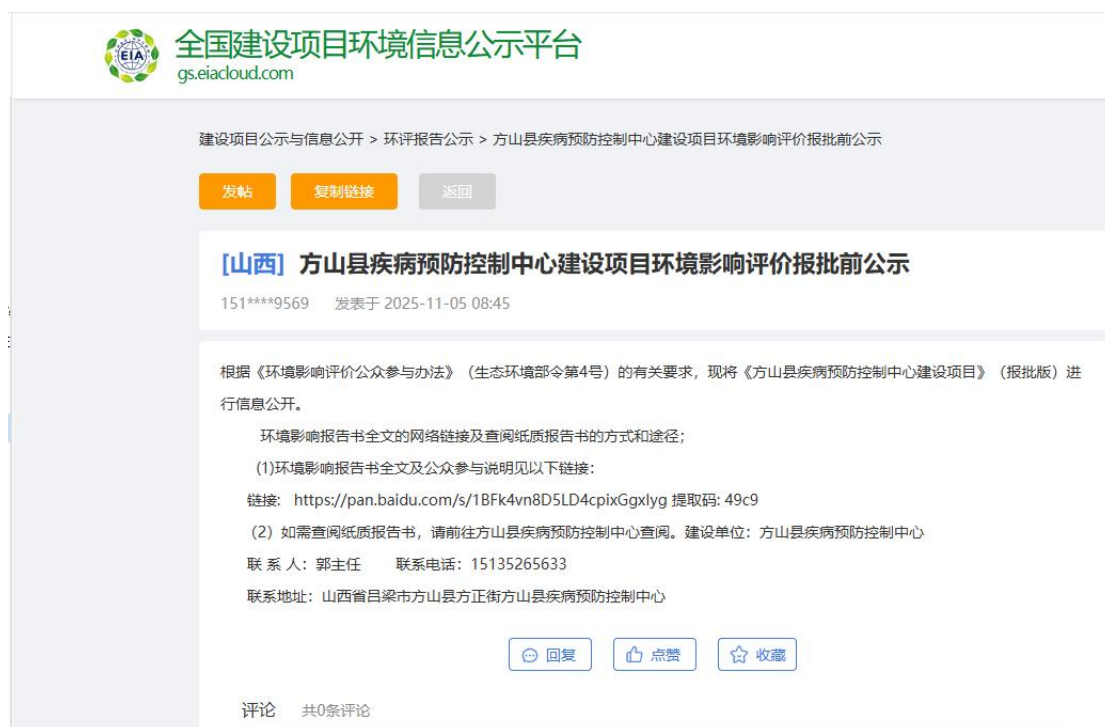 EIA
全国建设项目环境信息公示平台
gs.eiacloud.com
建设项目公示与信息公开 > 环评报告公示 > 方山县疾病预防控制中心建设项目环境影响评价报批前公示
发帖 复制链接 返回
[山西] 方山县疾病预防控制中心建设项目环境影响评价报批前公示
151****9569 发表于 2025-11-05 08:45
根据《环境影响评价公众参与办法》（生态环境部令第4号）的有关要求，现将《方山县疾病预防控制中心建设项目》（报批版）进
行信息公开。
环境影响报告书全文的网络链接及查阅纸质报告书的方式和途径；
(1)环境影响报告书全文及公众参与说明见以下链接：
链接: https://pan.baidu.com/s/1BFk4vn8D5LD4cpixGgxlyg 提取码: 49c9
（2）如需查阅纸质报告书，请前往方山县疾病预防控制中心查阅。建设单位：方山县疾病预防控制中心
联 系 人：郭主任 联系电话：15135265633
联系地址：山西省吕梁市方山县方正街方山县疾病预防控制中心
回复 点赞 收藏
评论 共0条评论